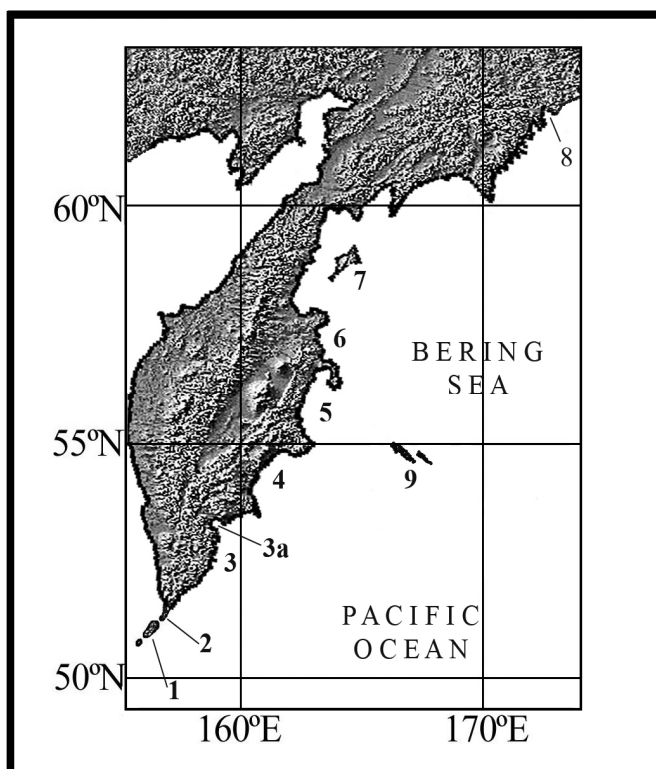 8
60ºN
7
6
BERING
SEA
5
55ºN
9
4
3a
3
PACIFIC
OCEAN
2
50ºN
1
160ºE
170ºE